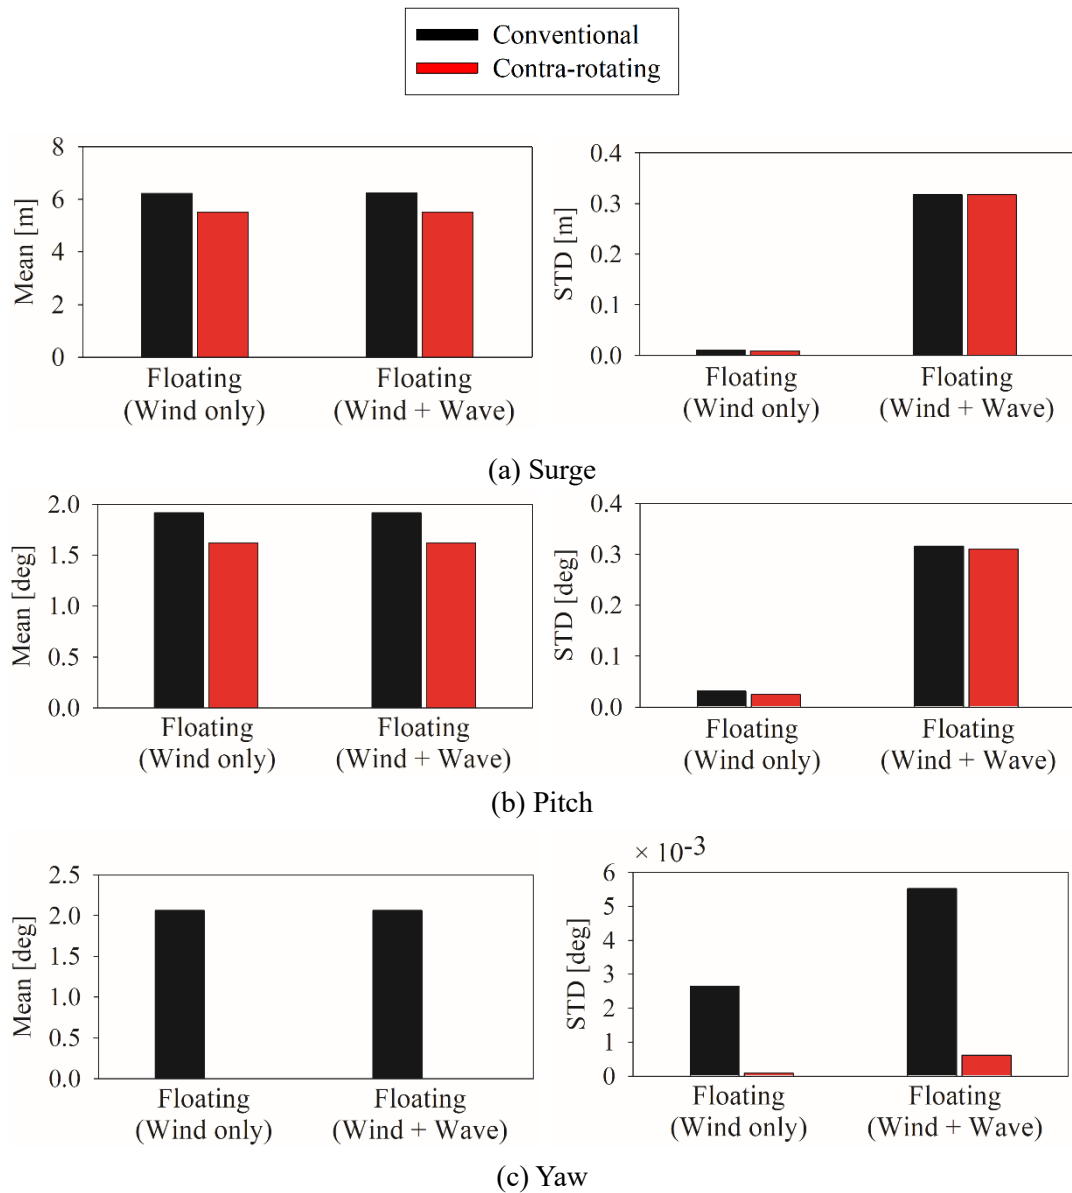 Conventional
Contra-rotating
Mean [m]
8
6
4
2
0
Floating
(Wind only)
Floating
(Wind + Wave)
STD [m]
0.4
0.3
0.2
0.1
0.0
Floating
(Wind only)
Floating
(Wind + Wave)
(a) Surge
Mean [deg]
2.0
1.5
1.0
0.5
0.0
Floating
(Wind only)
Floating
(Wind + Wave)
STD [deg]
0.4
0.3
0.2
0.1
0.0
Floating
(Wind only)
Floating
(Wind + Wave)
(b) Pitch
Mean [deg]
2.5
2.0
1.5
1.0
0.5
0.0
Floating
(Wind only)
Floating
(Wind + Wave)
× 10-3
STD [deg]
6
5
4
3
2
1
0
Floating
(Wind only)
Floating
(Wind + Wave)
(c) Yaw